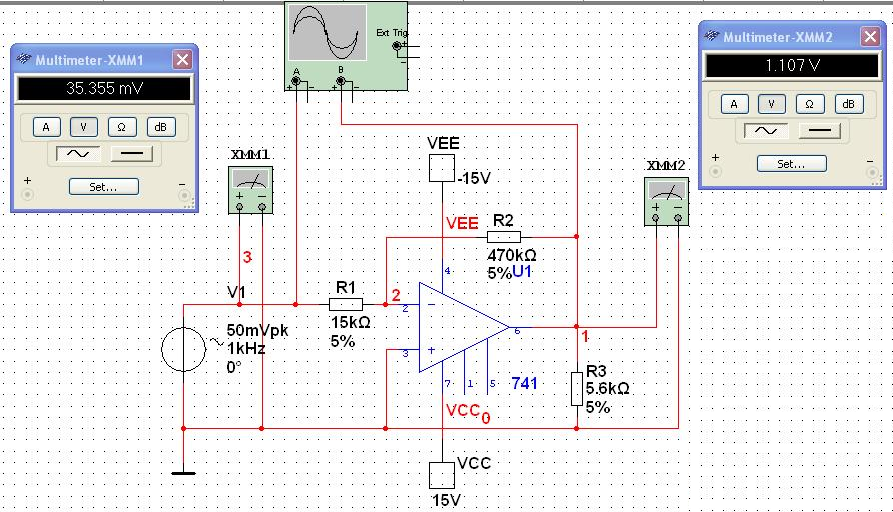 Multimeter-XMM1
35.355 mV
A
V
Ω
dB
Set...
+
−
Ext Trig
+
−
A
B
+
−
+
−
Multimeter-XMM2
1.107 V
A
V
Ω
dB
Set...
+
−
XMM1
+
−
XMM2
+
−
VEE
-15V
VEE
R2
470kΩ
5%
U1
4
3
V1
50mVpk
1kHz
0°
R1
15kΩ
5%
2
2
−
3
+
6
1
7
1
5
741
VCC
0
R3
5.6kΩ
5%
VCC
15V